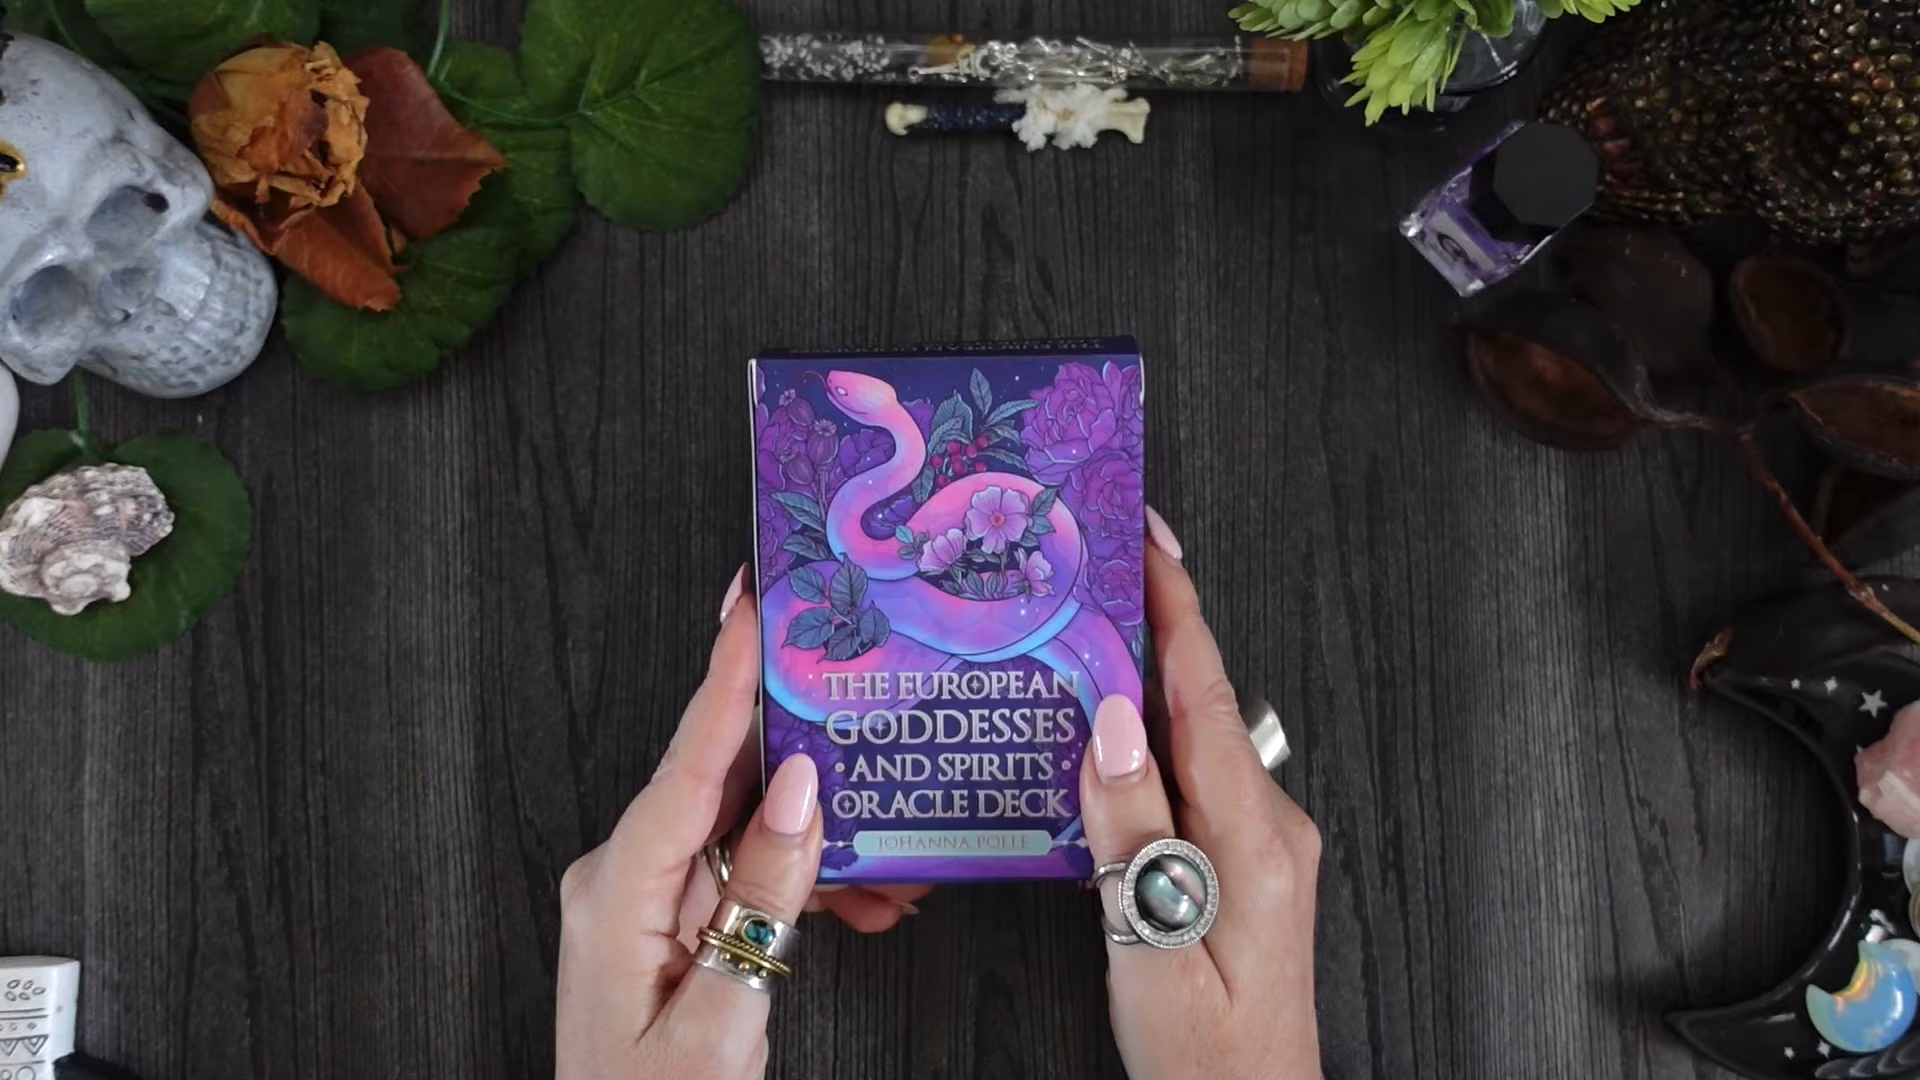 THE EUROPEAN
GODDESSES
• AND SPIRITS •
ORACLE DECK
JOHANNA POLLE